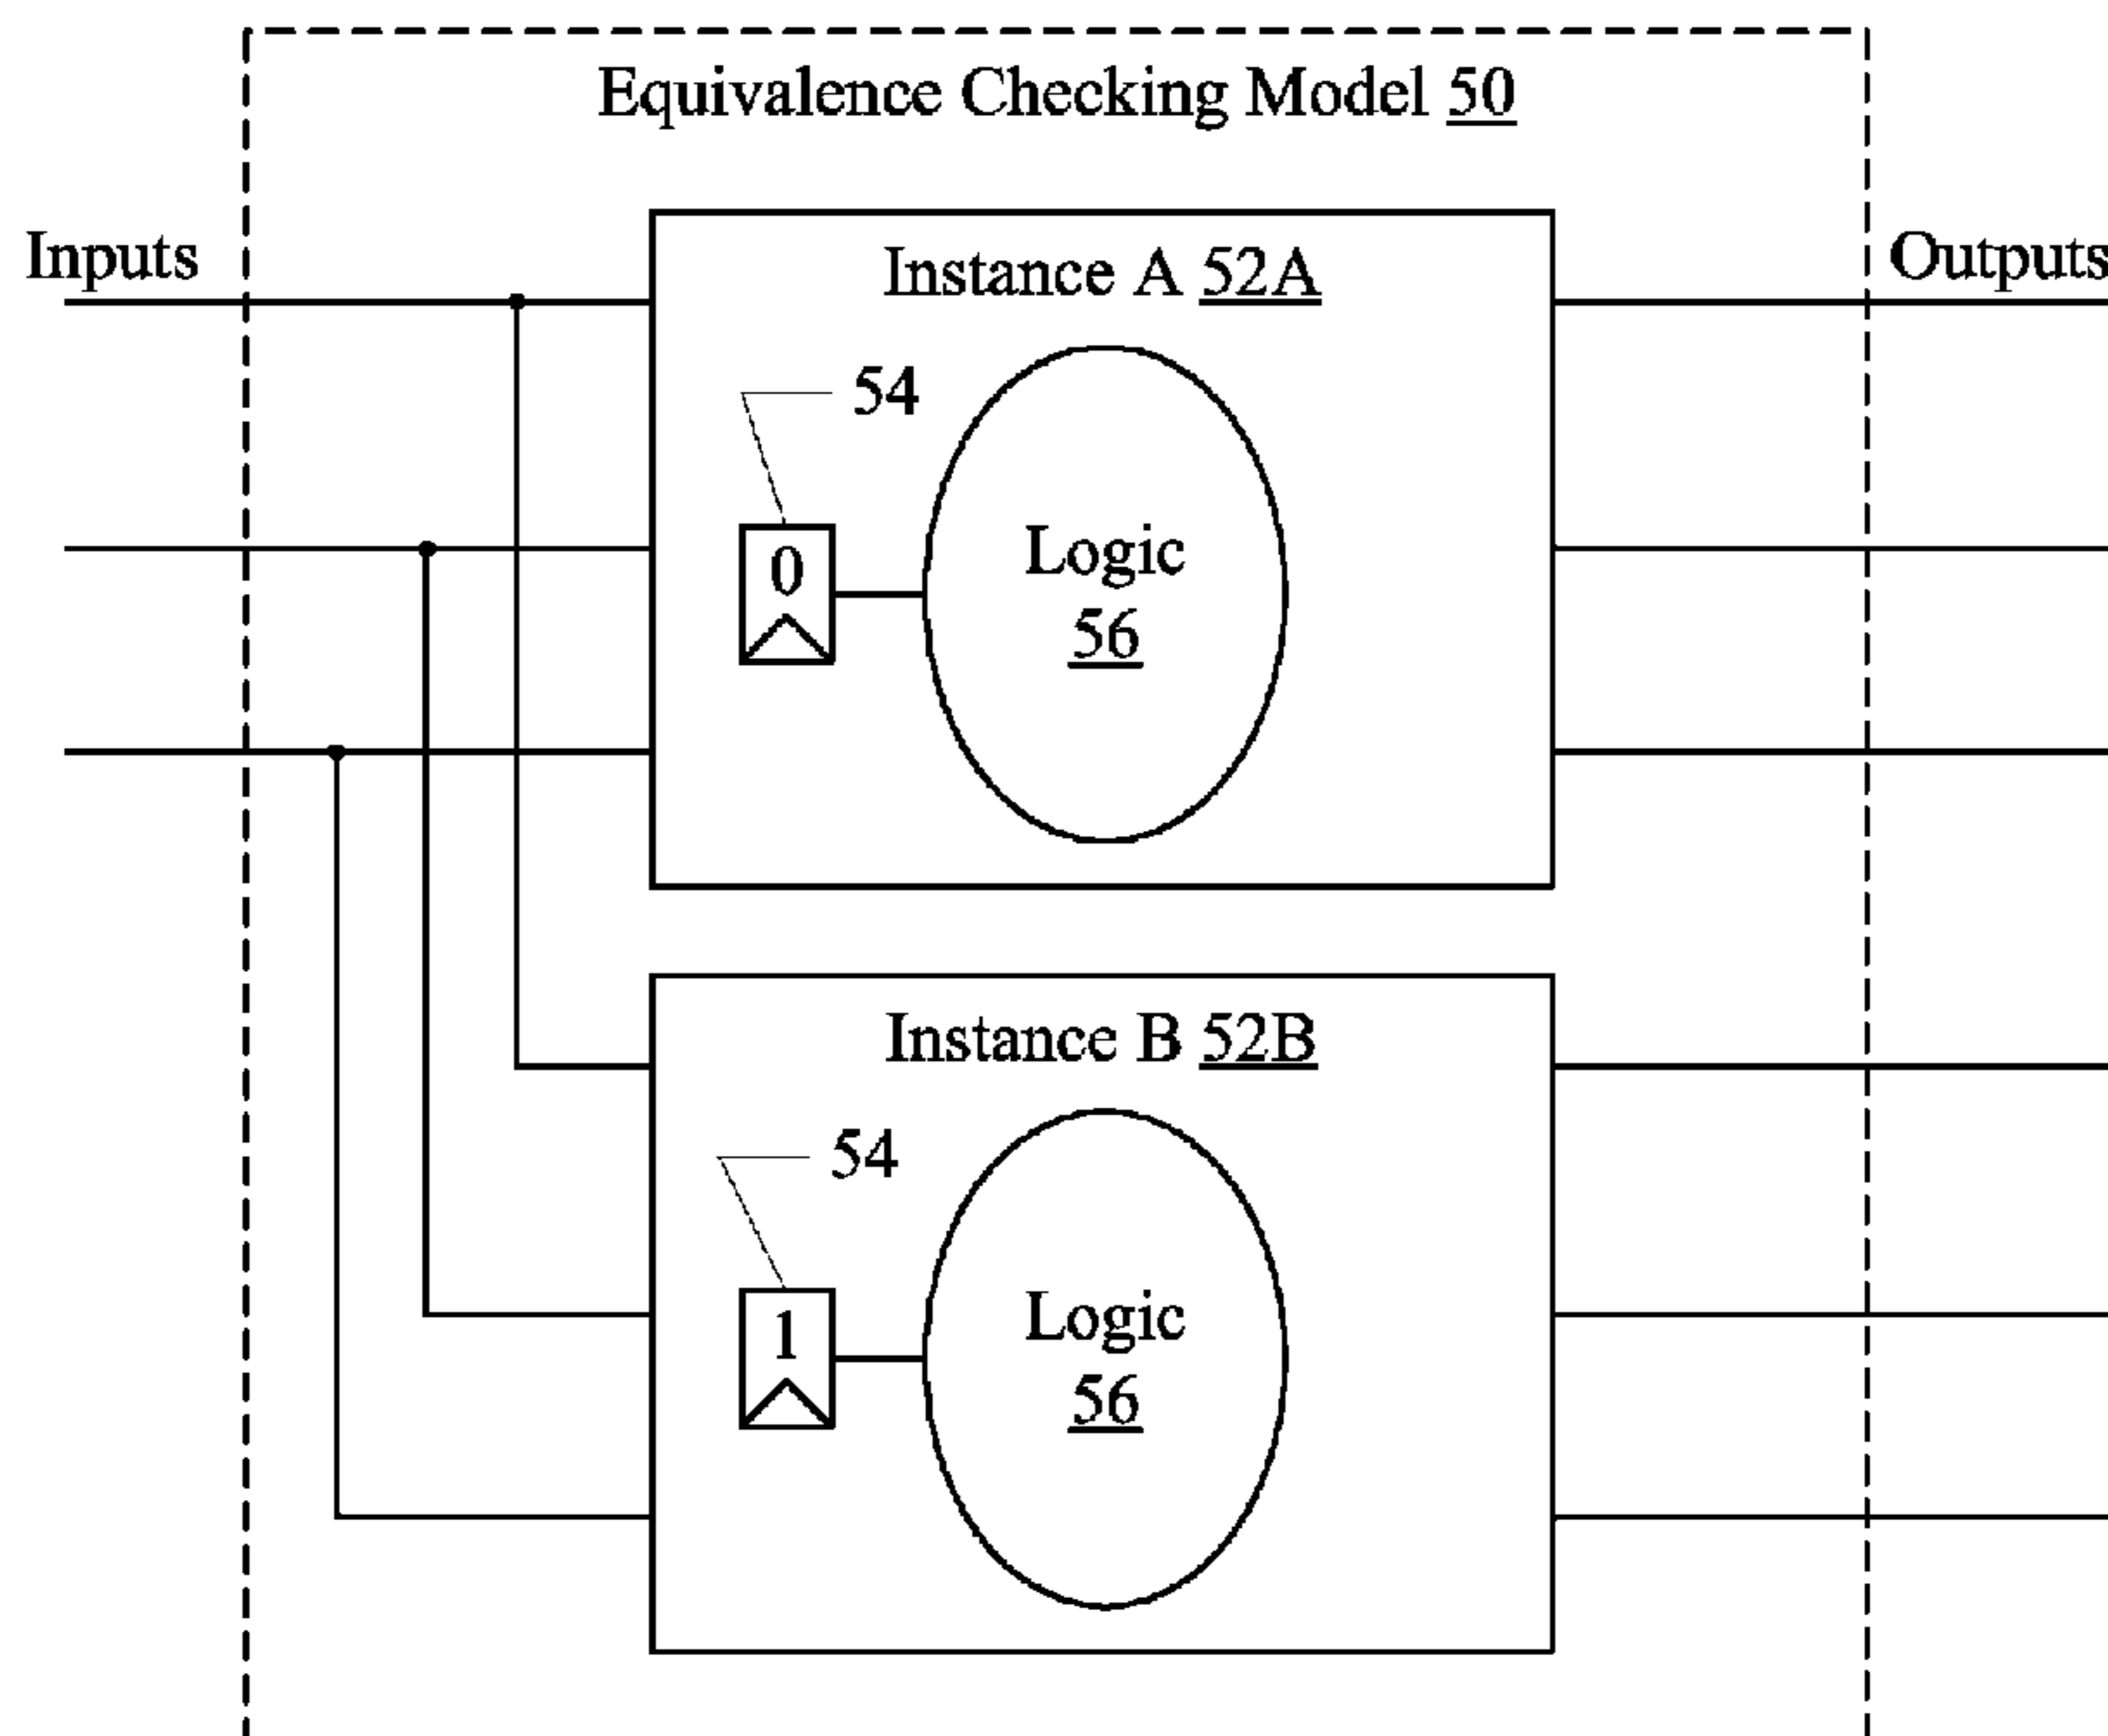 Equivalence Checking Model 50
Inputs
Outputs
Instance A 52A
54
0
Logic
56
Instance B 52B
54
1
Logic
56